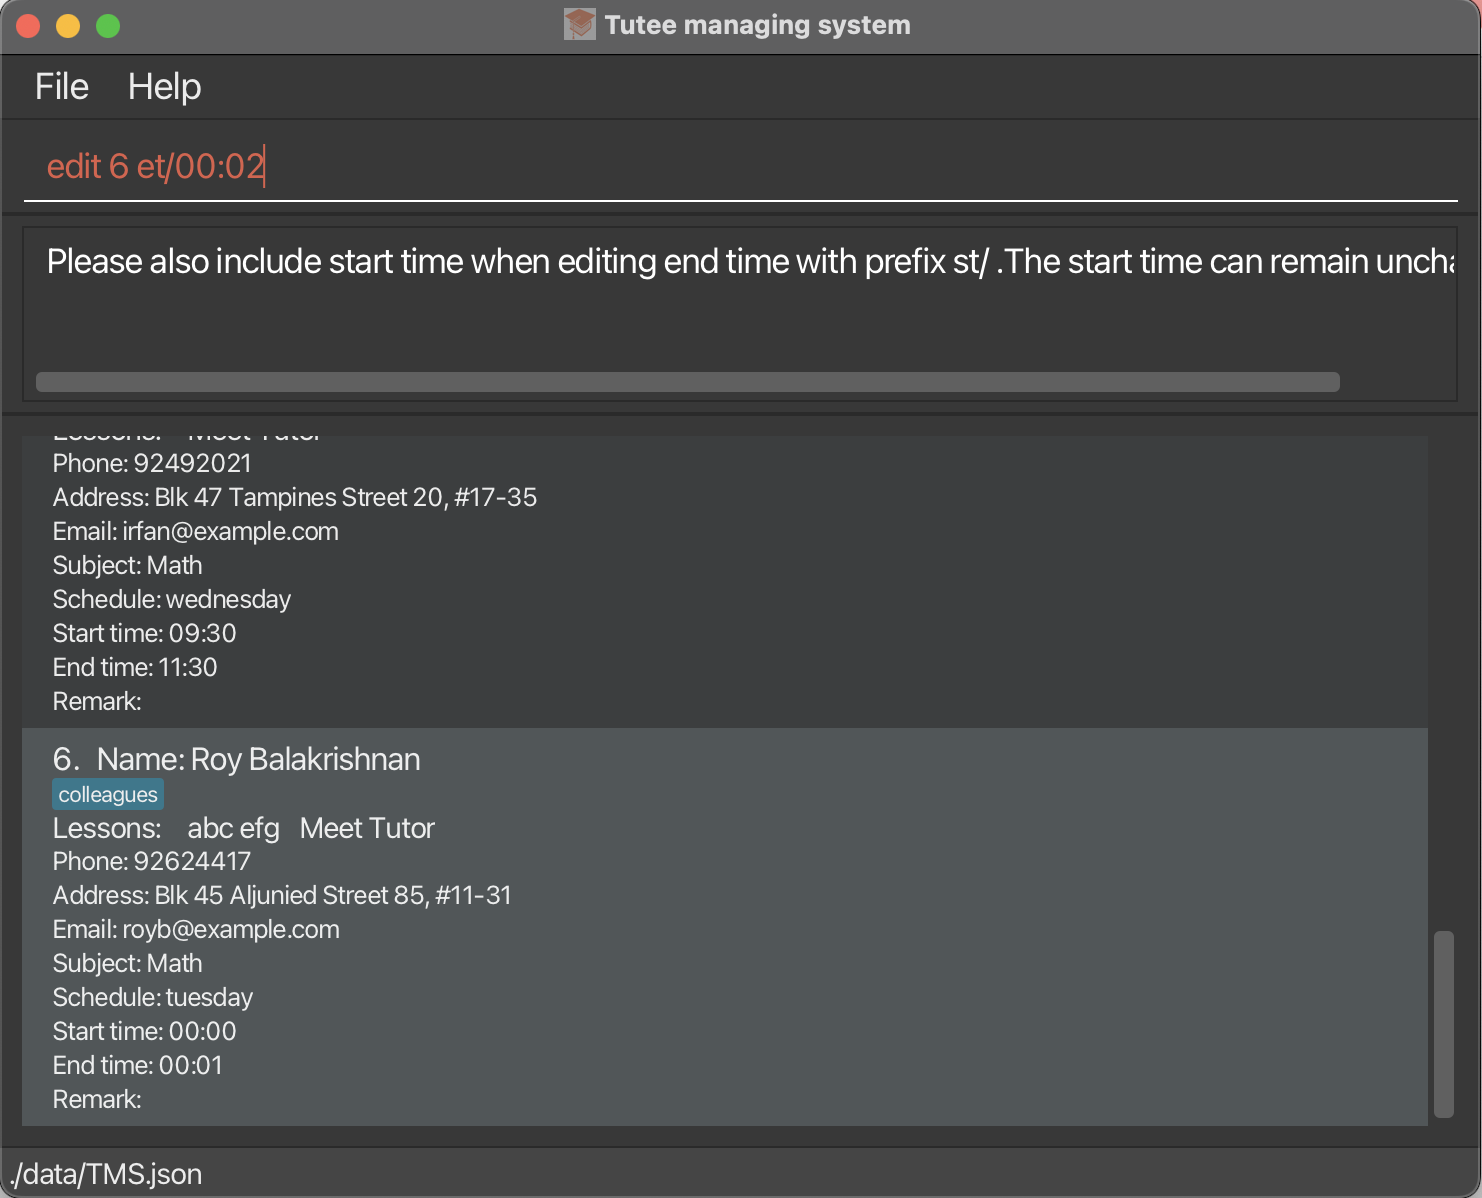 Tutee managing system
File Help
edit 6 et/00:02
Please also include start time when editing end time with prefix st/ .The start time can remain uncha
Lessons: Meet Tutor
Phone: 92492021
Address: Blk 47 Tampines Street 20, #17-35
Email: irfan@example.com
Subject: Math
Schedule: wednesday
Start time: 09:30
End time: 11:30
Remark:
6. Name: Roy Balakrishnan
colleagues
Lessons: abc efg Meet Tutor
Phone: 92624417
Address: Blk 45 Aljunied Street 85, #11-31
Email: royb@example.com
Subject: Math
Schedule: tuesday
Start time: 00:00
End time: 00:01
Remark:
./data/TMS.json